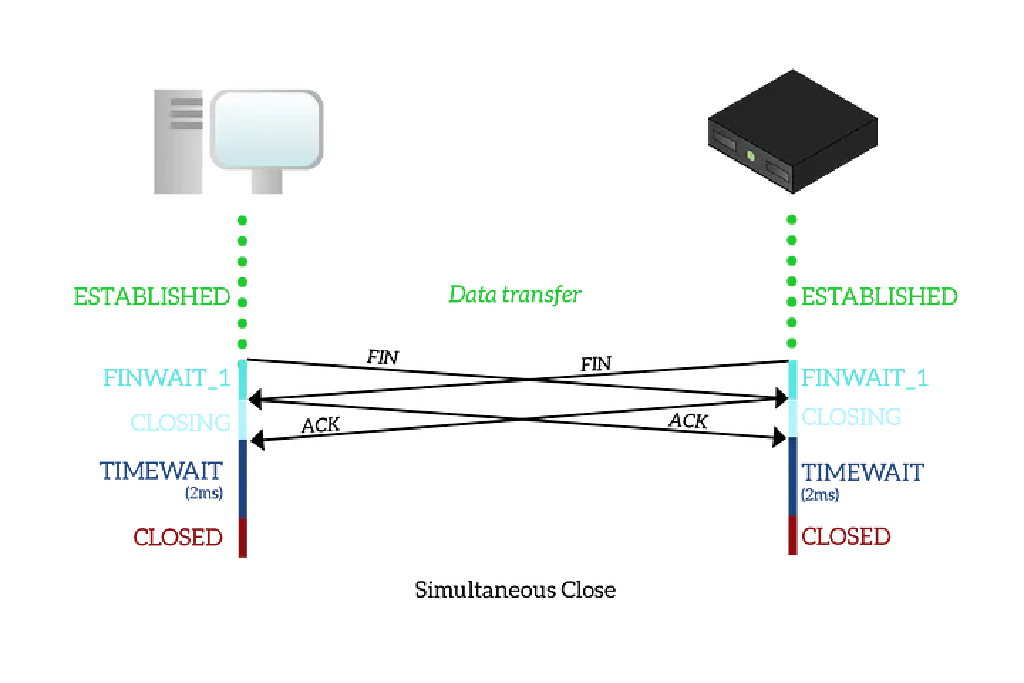 ESTABLISHED
Data transfer
ESTABLISHED
FIN
FIN
FINWAIT_1
FINWAIT_1
CLOSING
ACK
ACK
CLOSING
TIMEWAIT
(2ms)
TIMEWAIT
(2ms)
CLOSED
CLOSED
Simultaneous Close